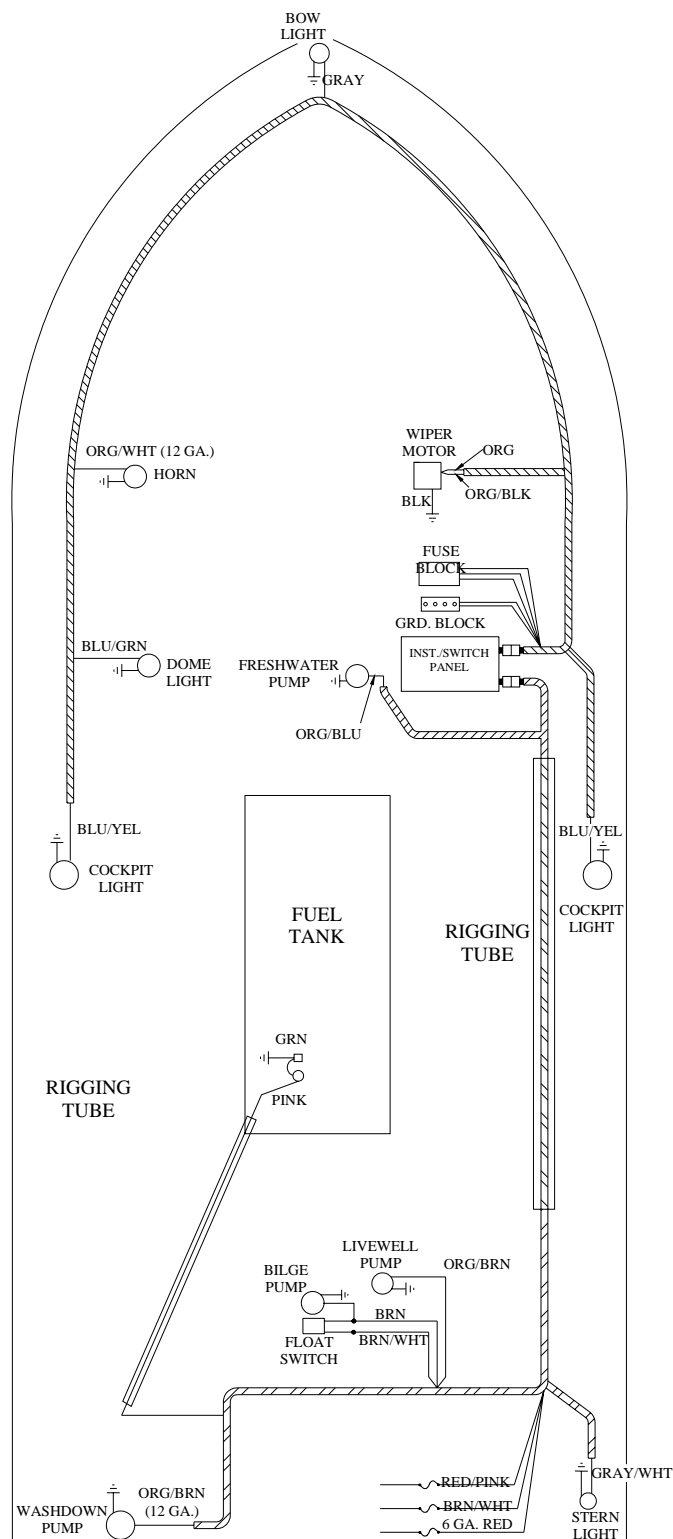 BOW
LIGHT
GRAY
WIPER
MOTOR
ORG
ORG/BLK
BLK
ORG/WHT (12 GA.)
HORN
FUSE
BLOCK
GRD. BLOCK
INST./SWITCH
PANEL
BLU/GRN
DOME
LIGHT
FRESHWATER
PUMP
ORG/BLU
BLU/YEL
COCKPIT
LIGHT
BLU/YEL
COCKPIT
LIGHT
FUEL
TANK
RIGGING
TUBE
GRN
PINK
RIGGING
TUBE
LIVEWELL
PUMP
ORG/BRN
BILGE
PUMP
BRN
FLOAT
SWITCH
BRN/WHT
ORG/BRN
(12 GA.)
WASHDOWN
PUMP
RED/PINK
BRN/WHT
6 GA. RED
GRAY/WHT
STERN
LIGHT